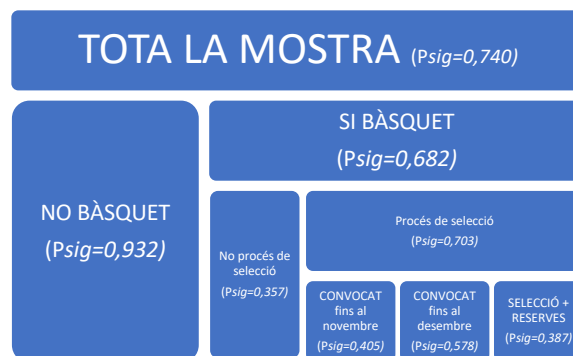 TOTA LA MOSTRA (Psig=0,740)
SI BÀSQUET
(Psig=0,682)
NO BÀSQUET
(Psig=0,932)
No procés de
selecció
(Psig=0,357)
Procés de selecció
(Psig=0,703)
CONVOCAT
fins al
novembre
(Psig=0,405)
CONVOCAT
fins al
desembre
(Psig=0,578)
SELECCIÓ +
RESERVES
(Psig=0,387)